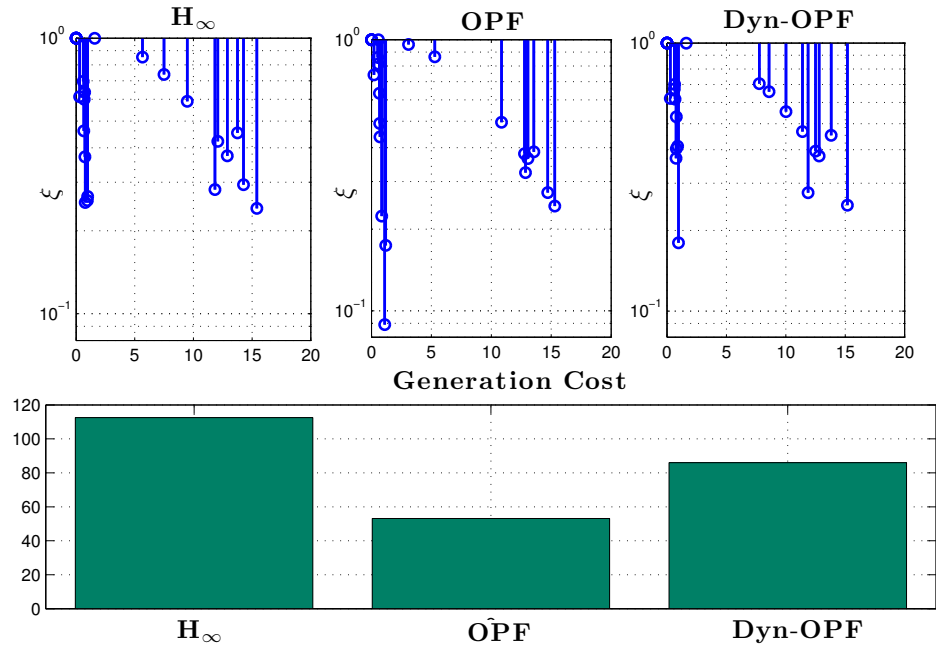 H∞ OPF Dyn-OPF
10⁰ 10⁰ 10⁰
ξ ξ ξ
10⁻¹ 10⁻¹ 10⁻¹
0 5 10 15 20 0 5 10 15 20 0 5 10 15 20
Generation Cost
120
100
80
60
40
20
0
H∞ OPF Dyn-OPF